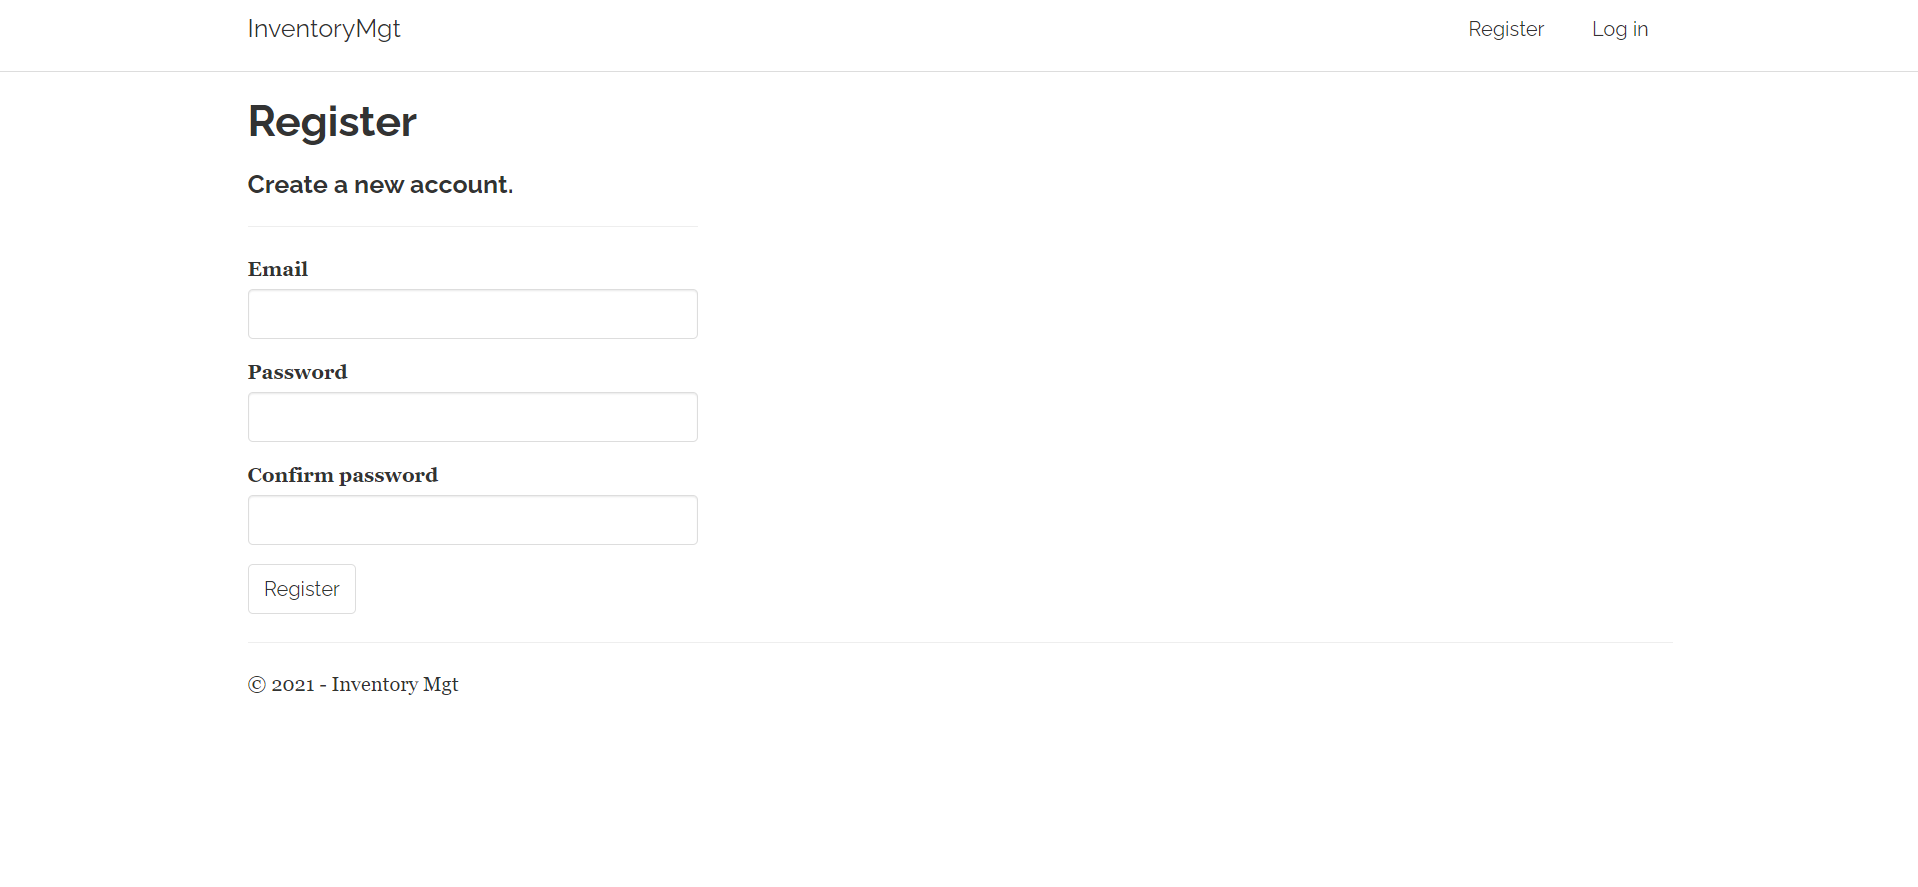 InventoryMgt
Register
Log in
Register
Create a new account.
Email
Password
Confirm password
Register
© 2021 - Inventory Mgt